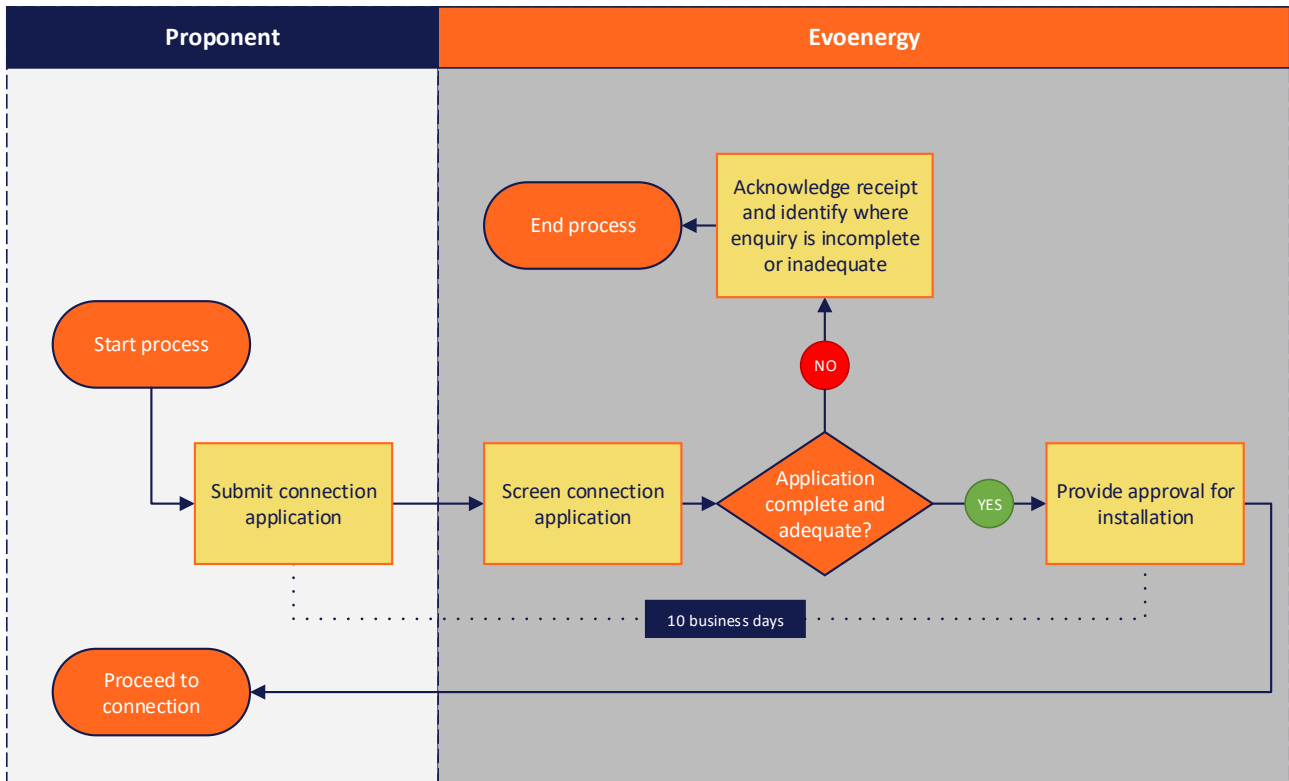 Proponent
Evoenergy
Acknowledge receipt
and identify where
enquiry is incomplete
or inadequate
End process
Start process
NO
Submit connection
application
Screen connection
application
Application
complete and
adequate?
YES
Provide approval for
installation
10 business days
Proceed to
connection